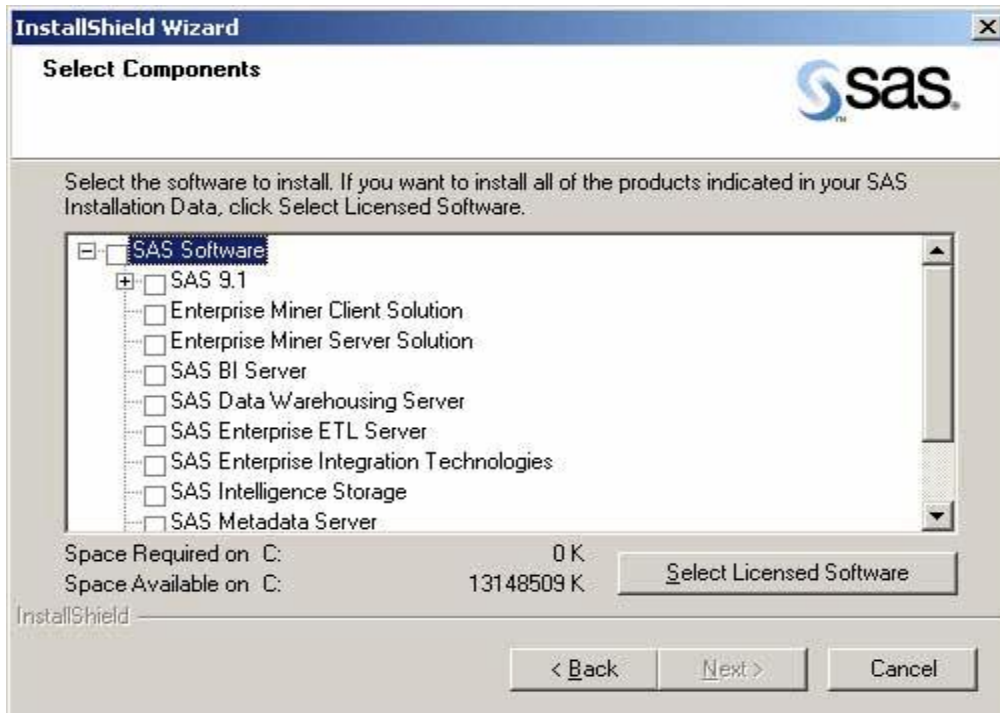 InstallShield Wizard
Select Components
sas.
TM
Select the software to install. If you want to install all of the products indicated in your SAS
Installation Data, click Select Licensed Software.
SAS Software
SAS 9.1
Enterprise Miner Client Solution
Enterprise Miner Server Solution
SAS BI Server
SAS Data Warehousing Server
SAS Enterprise ETL Server
SAS Enterprise Integration Technologies
SAS Intelligence Storage
SAS Metadata Server
Space Required on C: 0 K
Space Available on C: 13148509 K
Select Licensed Software
InstallShield
< Back Next > Cancel